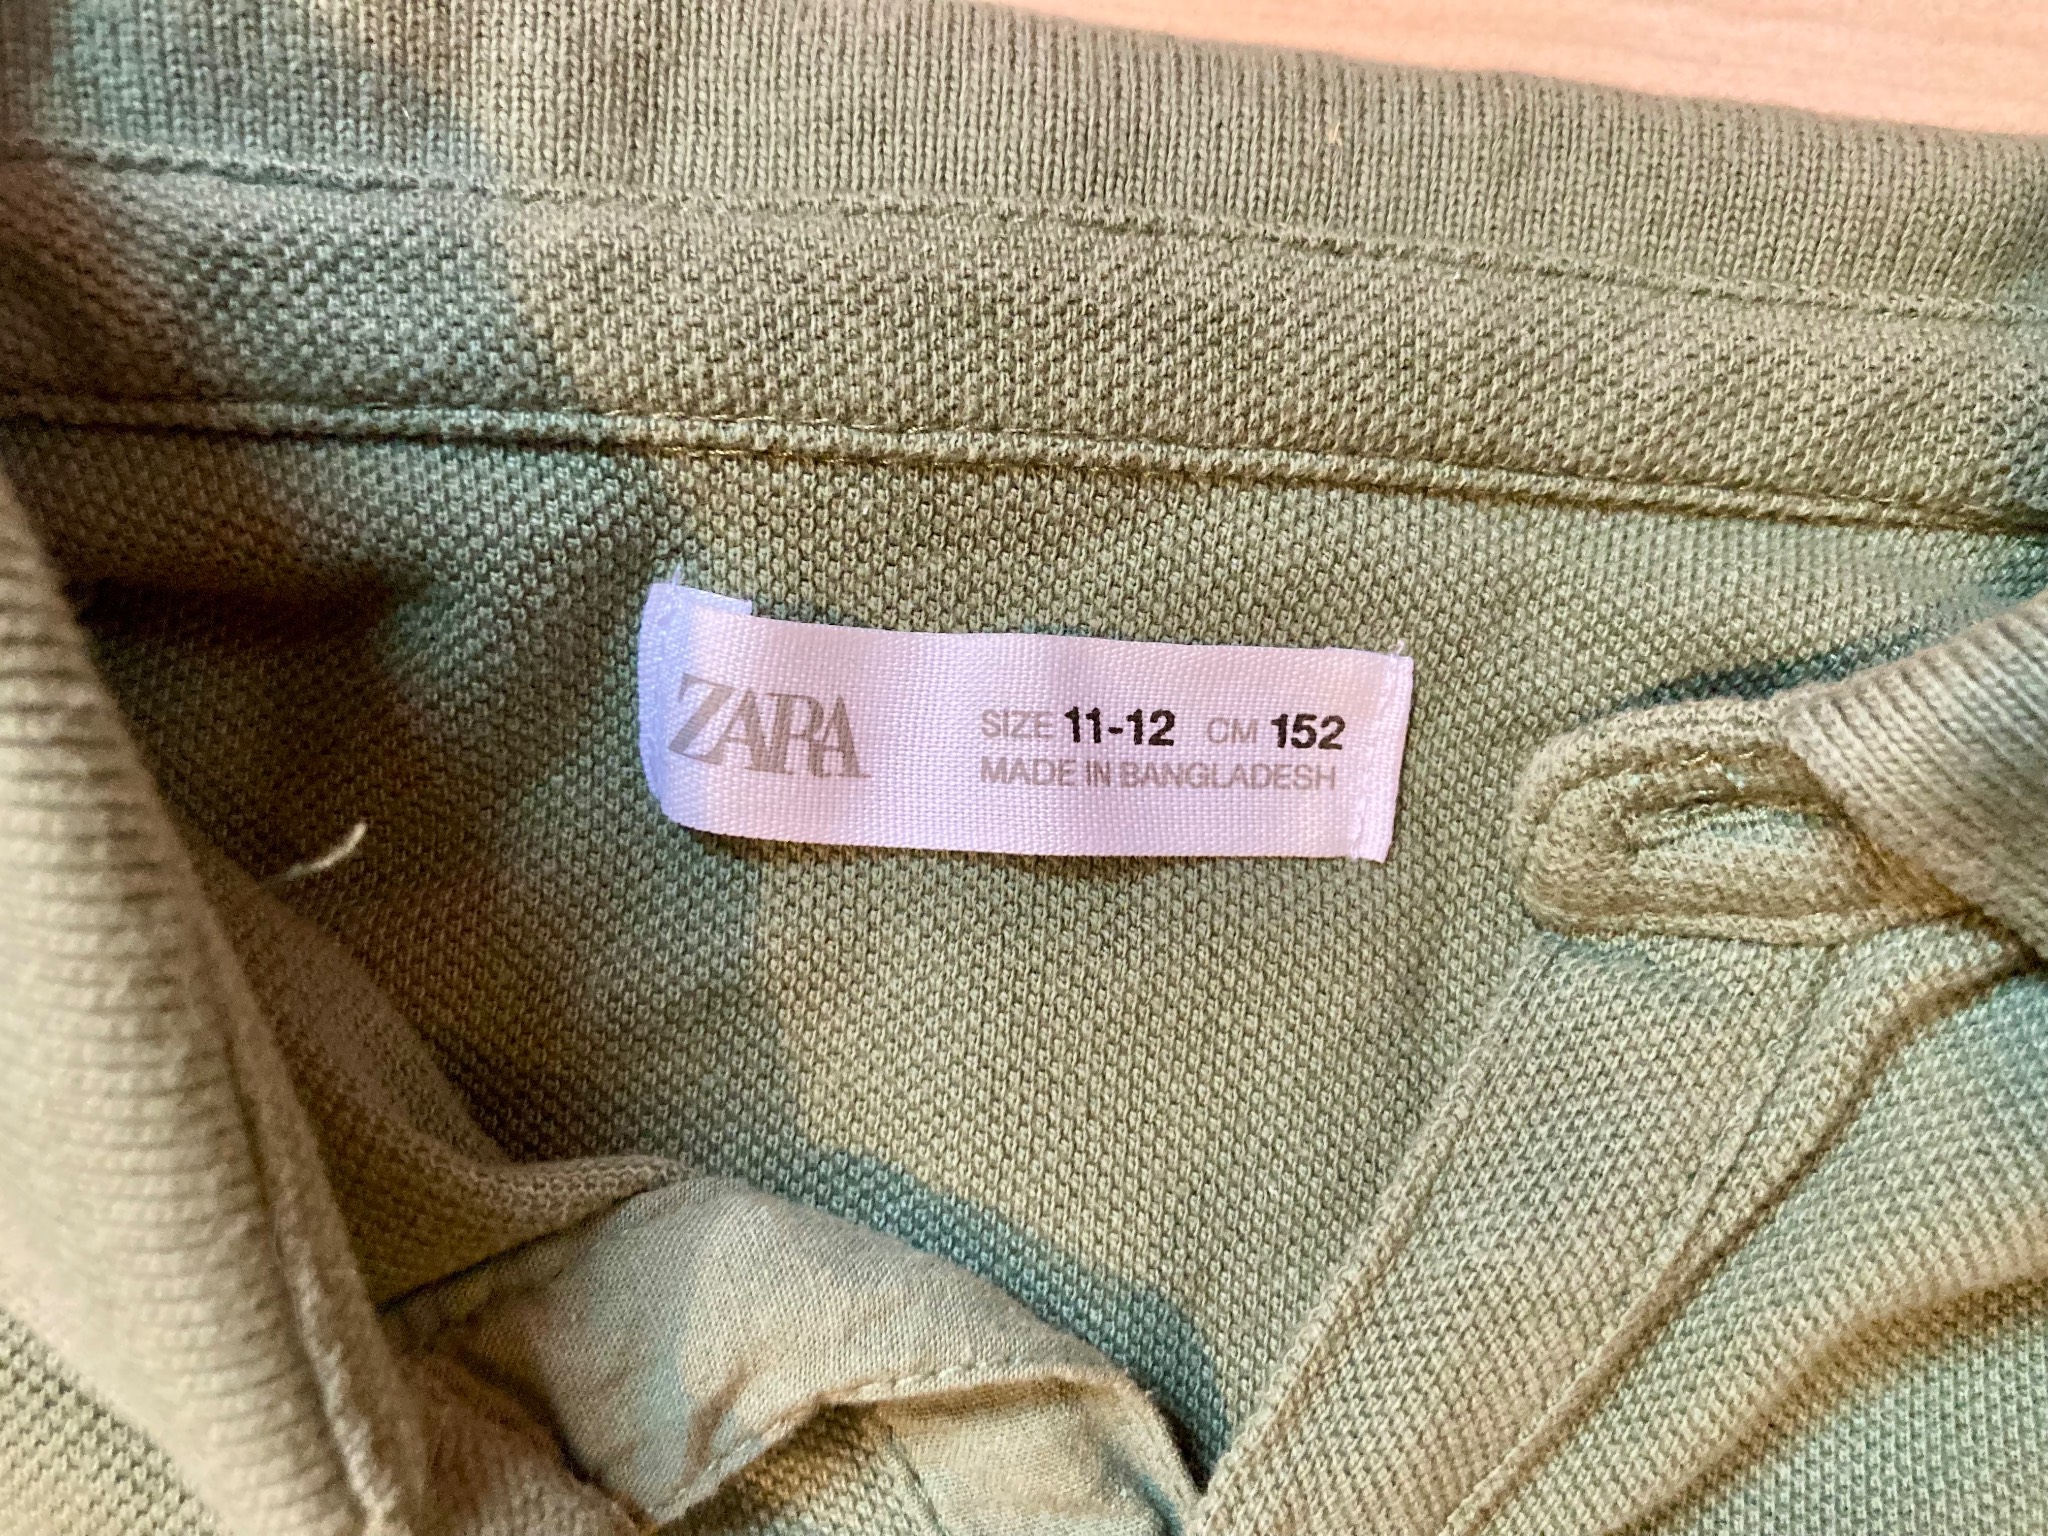 ZARA
SIZE 11-12 CM 152
MADE IN BANGLADESH